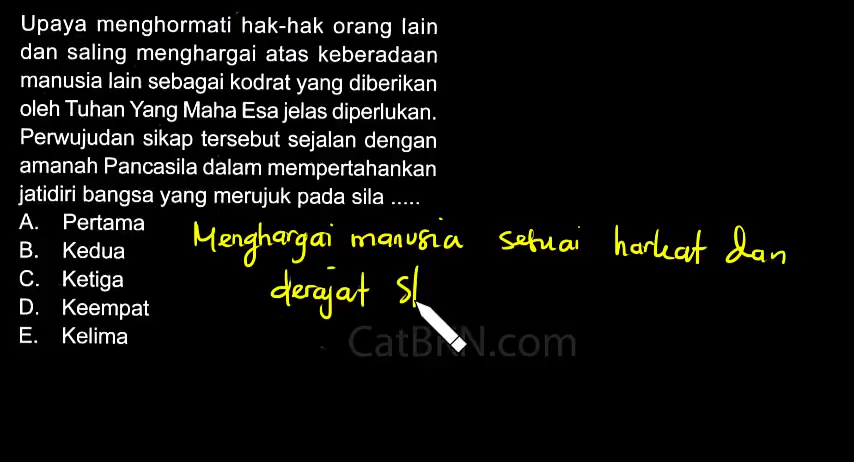 Upaya menghormati hak-hak orang lain
dan saling menghargai atas keberadaan
manusia lain sebagai kodrat yang diberikan
oleh Tuhan Yang Maha Esa jelas diperlukan.
Perwujudan sikap tersebut sejalan dengan
amanah Pancasila dalam mempertahankan
jatidiri bangsa yang merujuk pada sila .....
A. Pertama
B. Kedua
C. Ketiga
D. Keempat
E. Kelima
Menghargai manusia sesuai harkat dan
derajat
CatBKN.com